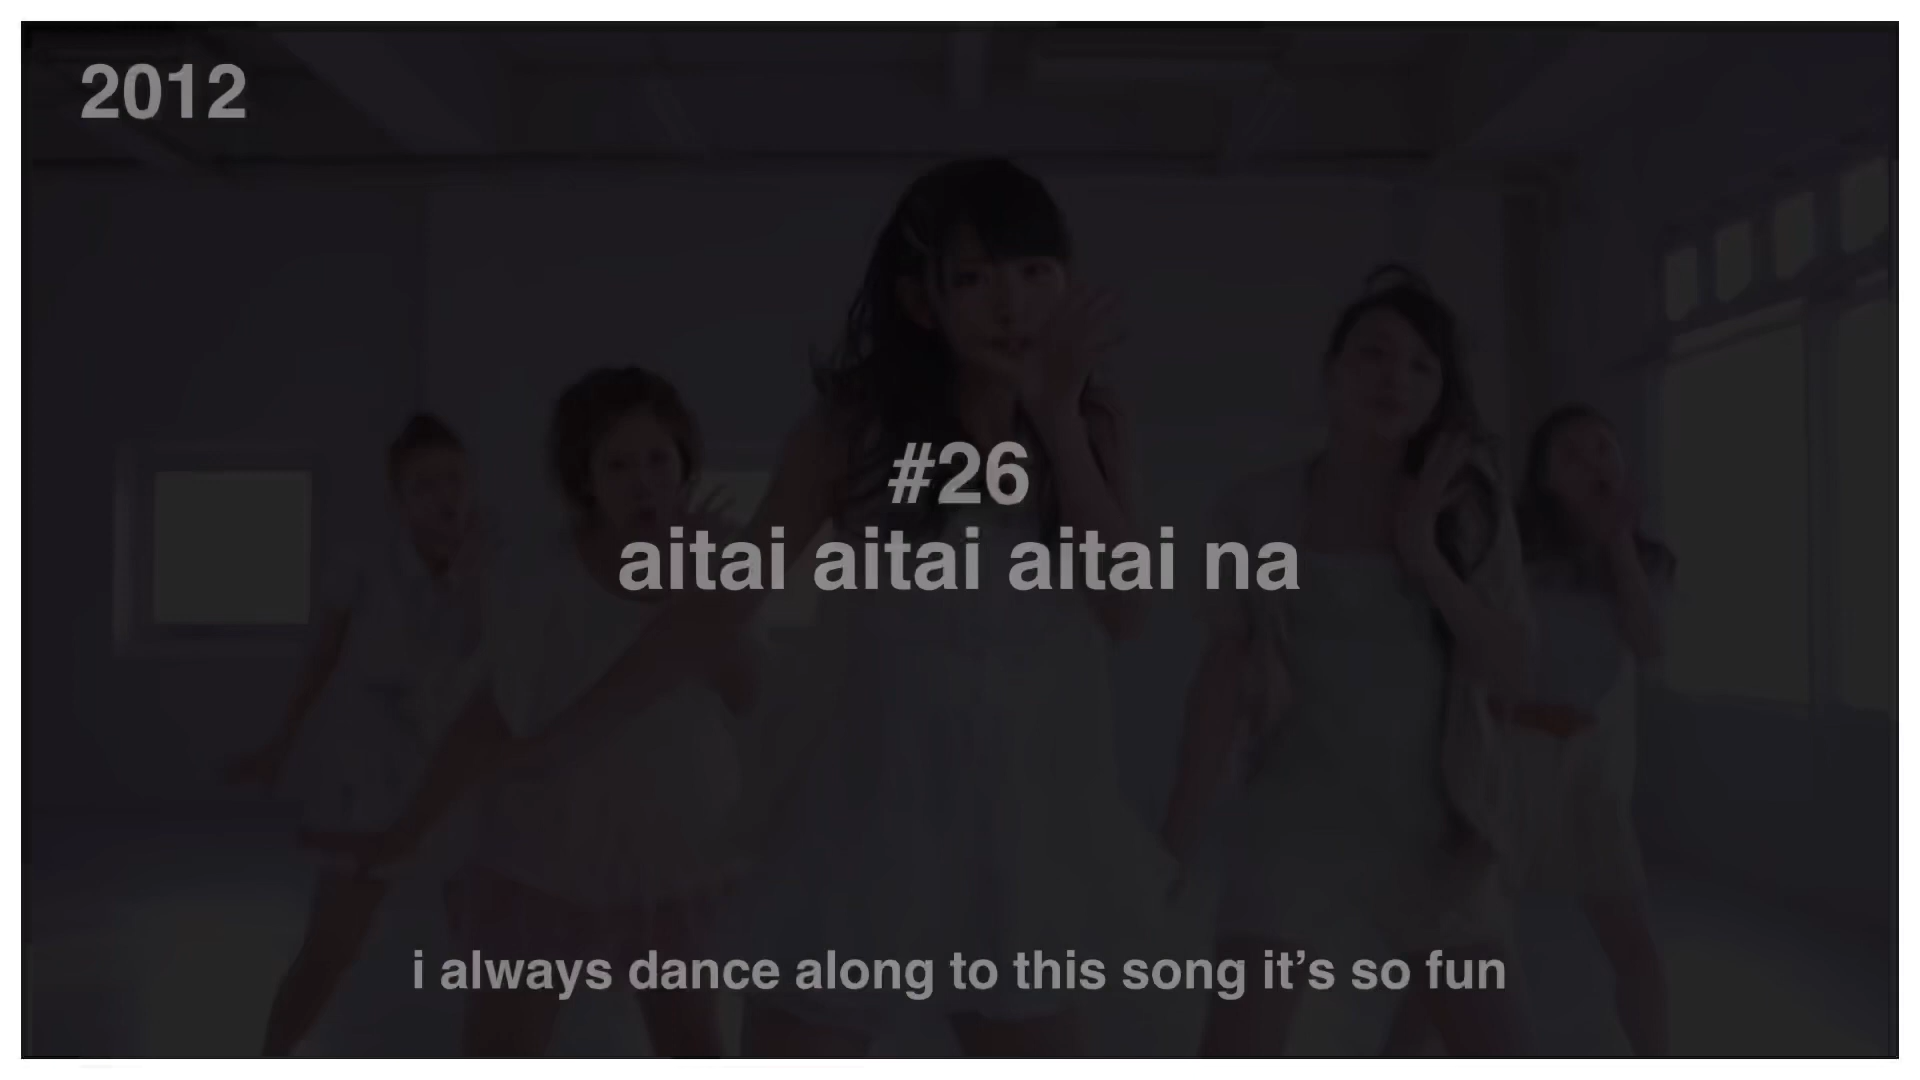 2012
#26
aitai aitai aitai na
i always dance along to this song it’s so fun